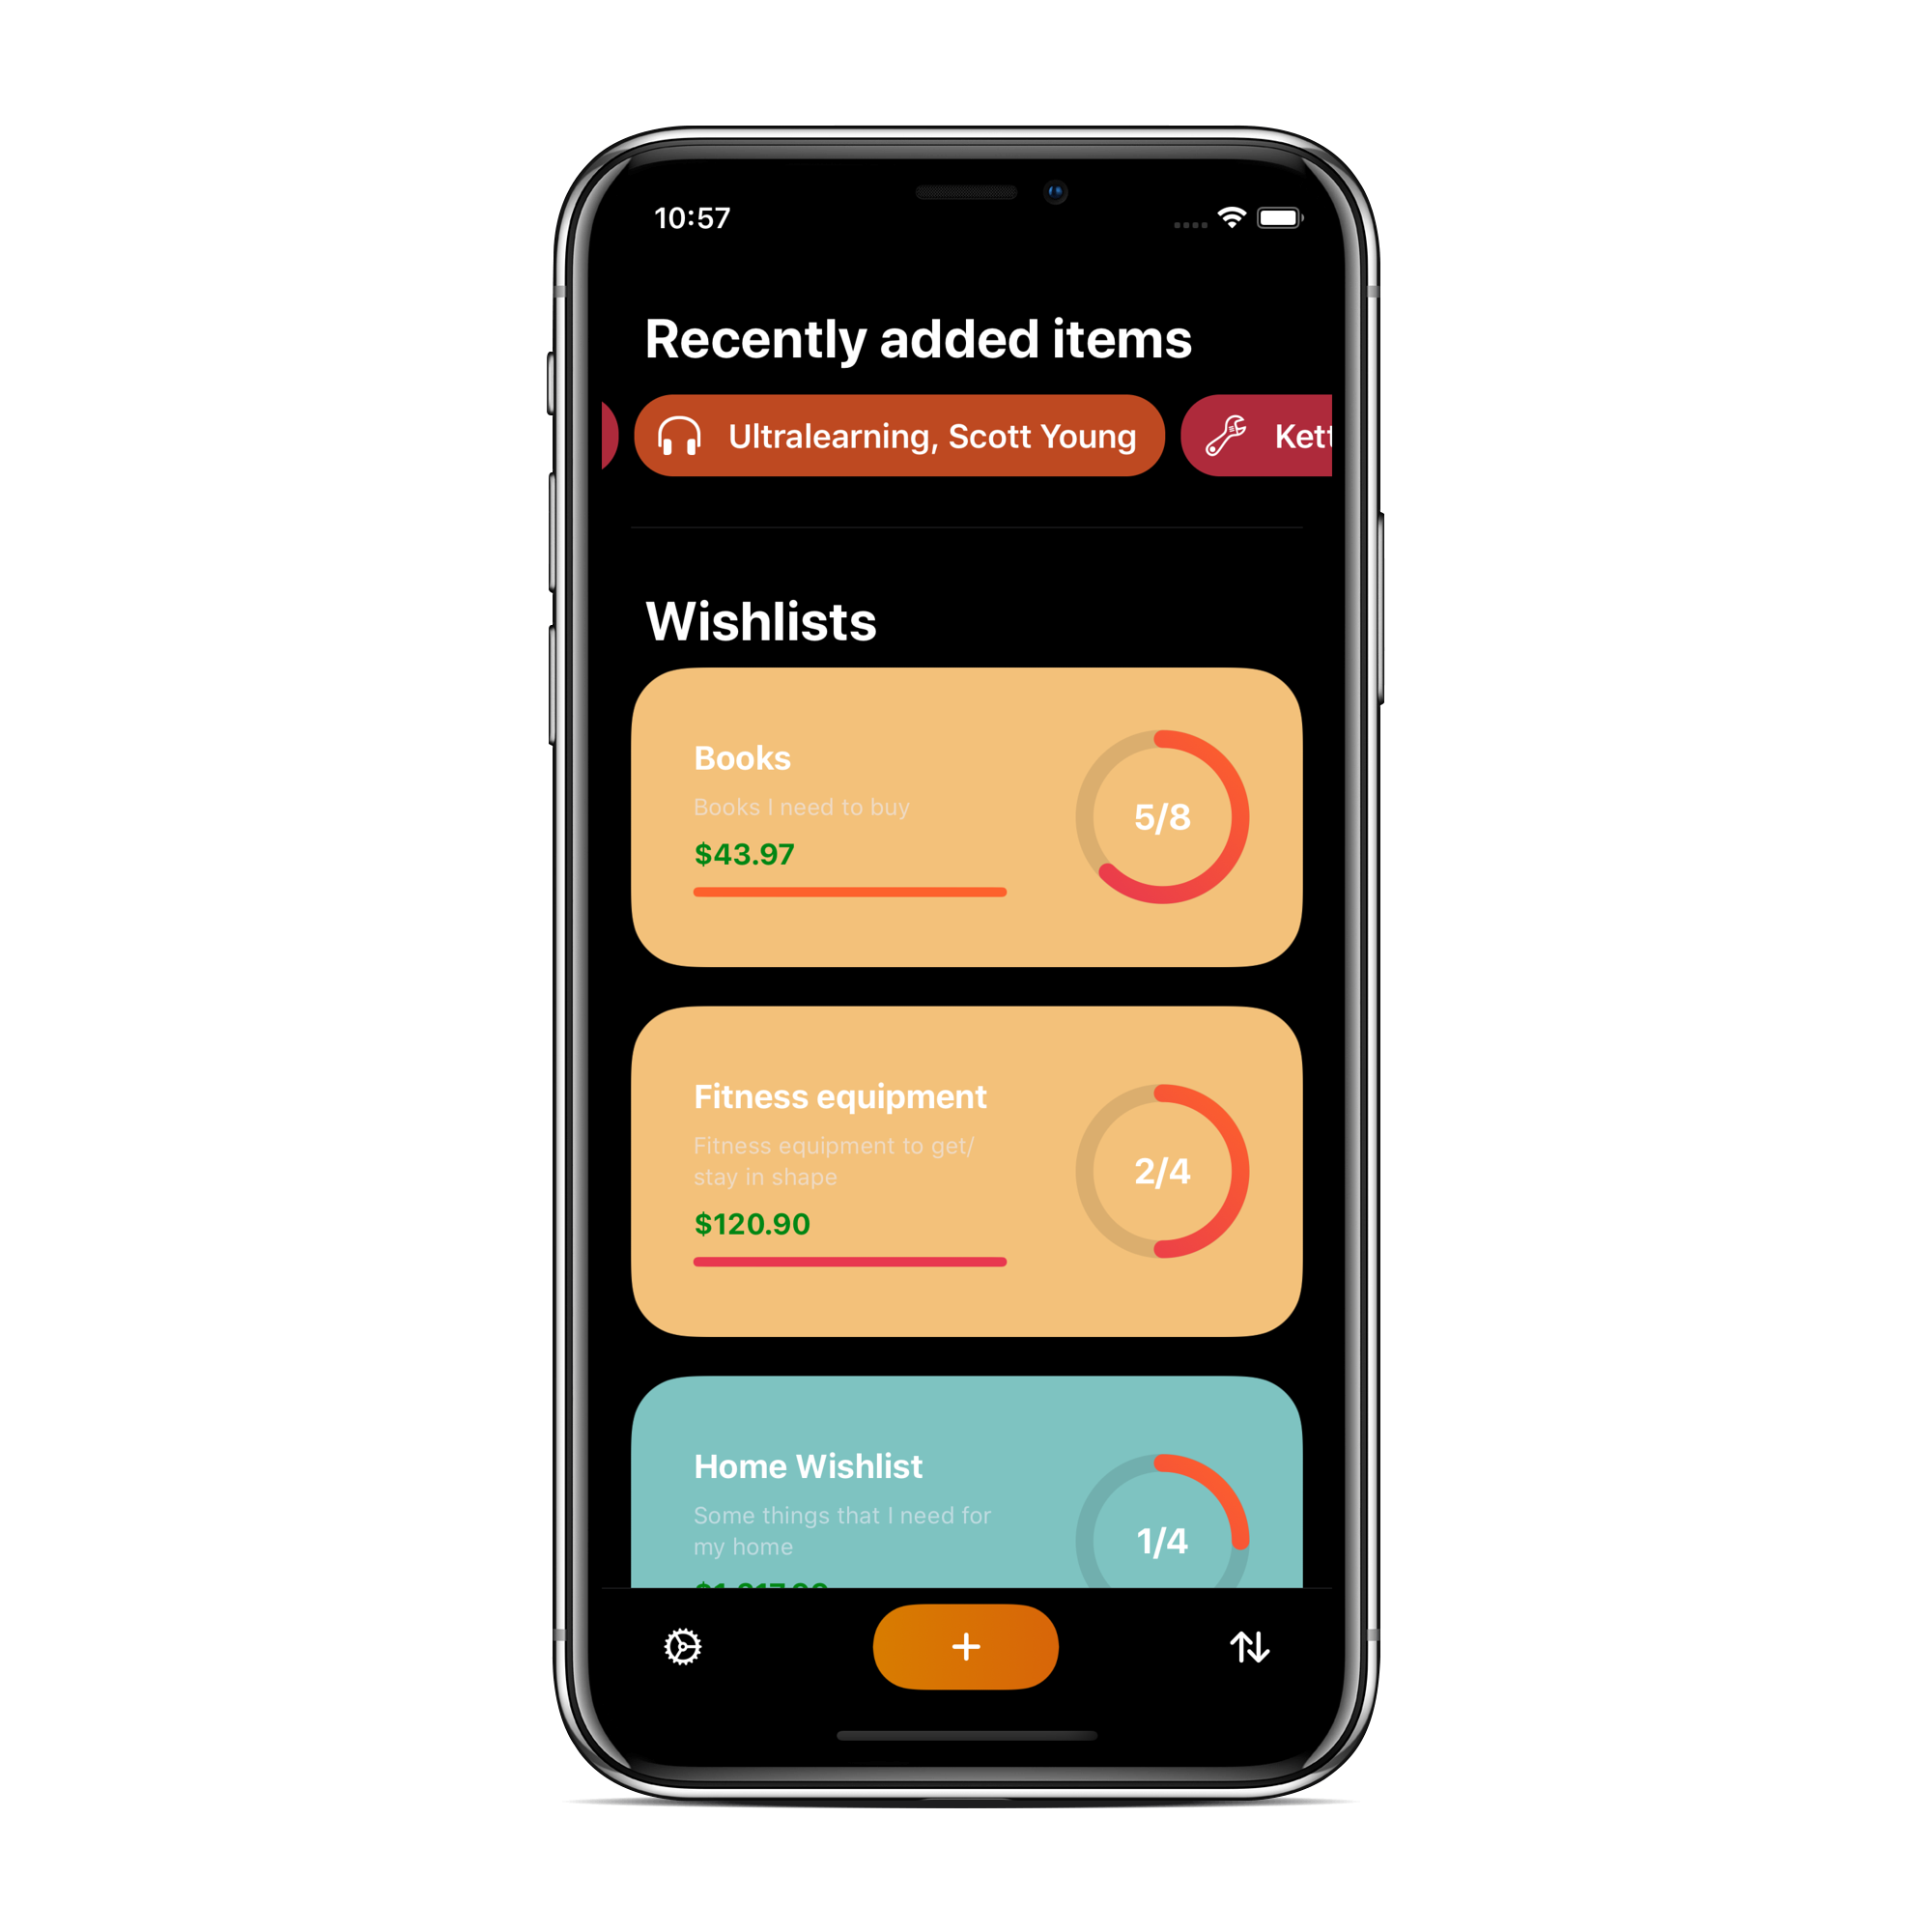 10:57
Recently added items
Ultralearning, Scott Young
Wishlists
Books
Books I need to buy
$43.97
5/8
Fitness equipment
Fitness equipment to get/
stay in shape
$120.90
2/4
Home Wishlist
Some things that I need for
my home
1/4